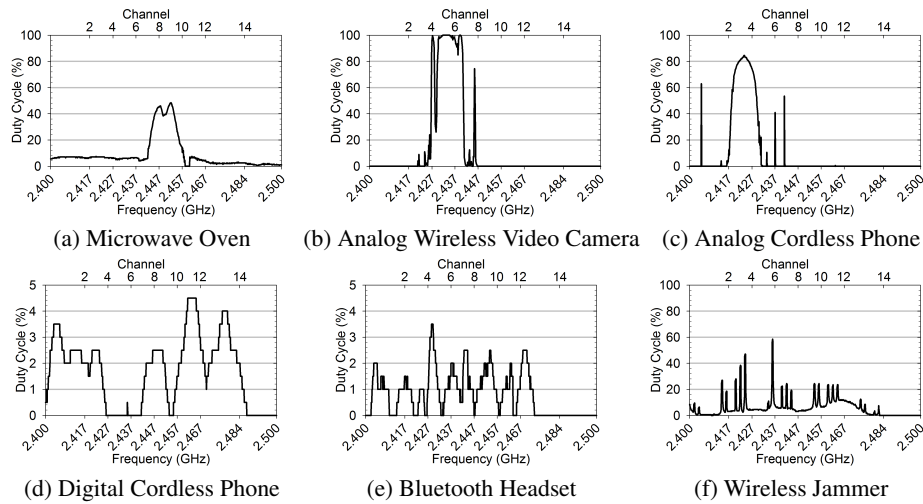 Channel Channel Channel
2 4 6 8 10 12 14 2 4 6 8 10 12 14 2 4 6 8 10 12 14
Duty Cycle (%) Duty Cycle (%) Duty Cycle (%)
100 100 100
80 80 80
60 60 60
40 40 40
20 20 20
0 0 0
2.400 2.417 2.427 2.437 2.447 2.457 2.467 2.484 2.500 2.400 2.417 2.427 2.437 2.447 2.467 2.484 2.500 2.400 2.417 2.427 2.437 2.447 2.467 2.484 2.500
Frequency (GHz) Frequency (GHz) Frequency (GHz)
(a) Microwave Oven (b) Analog Wireless Video Camera (c) Analog Cordless Phone
Channel Channel Channel
2 4 6 8 10 12 14 2 4 6 8 10 12 14 2 4 6 8 10 12 14
Duty Cycle (%) Duty Cycle (%) Duty Cycle (%)
5 5 100
4 4 80
3 3 60
2 2 40
1 1 20
0 0 0
2.400 2.417 2.427 2.437 2.447 2.457 2.467 2.484 2.500 2.400 2.417 2.427 2.437 2.447 2.457 2.467 2.484 2.500 2.400 2.417 2.427 2.437 2.447 2.457 2.467 2.484 2.500
Frequency (GHz) Frequency (GHz) Frequency (GHz)
(d) Digital Cordless Phone (e) Bluetooth Headset (f) Wireless Jammer